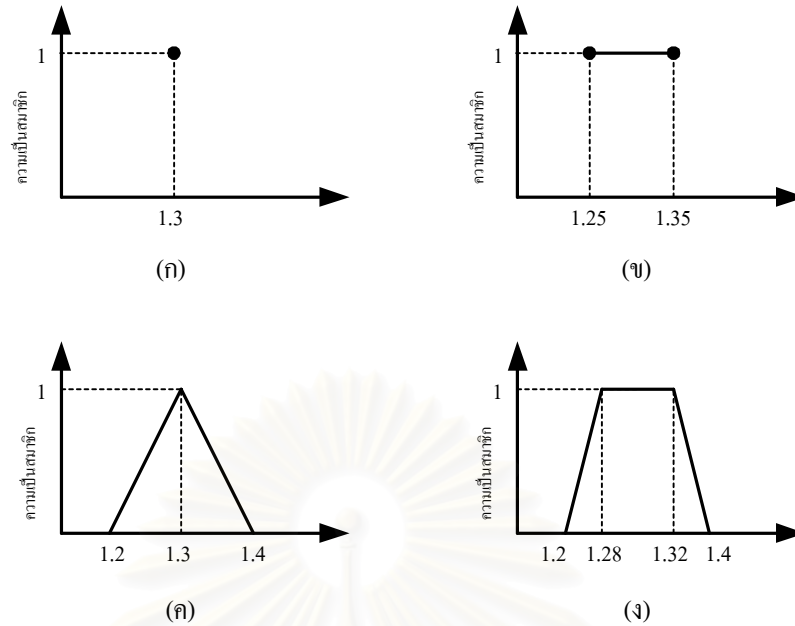 1
ความเป็นสมาชิก
1.3
(ก)
1
ความเป็นสมาชิก
1.25 1.35
(ข)
1
ความเป็นสมาชิก
1.2 1.3 1.4
(ค)
1
ความเป็นสมาชิก
1.2 1.28 1.32 1.4
(ง)